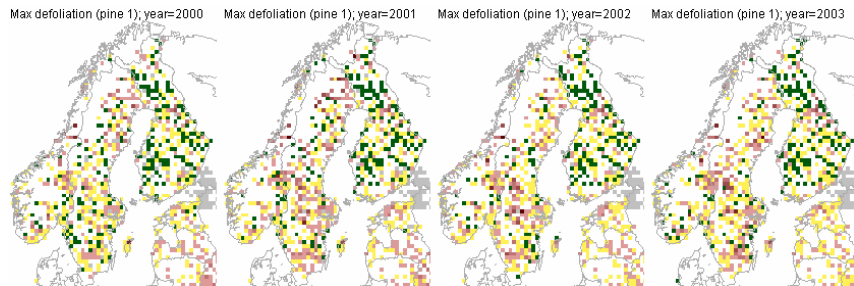 Max defoliation (pine 1); year=2000
Max defoliation (pine 1); year=2001
Max defoliation (pine 1); year=2002
Max defoliation (pine 1); year=2003